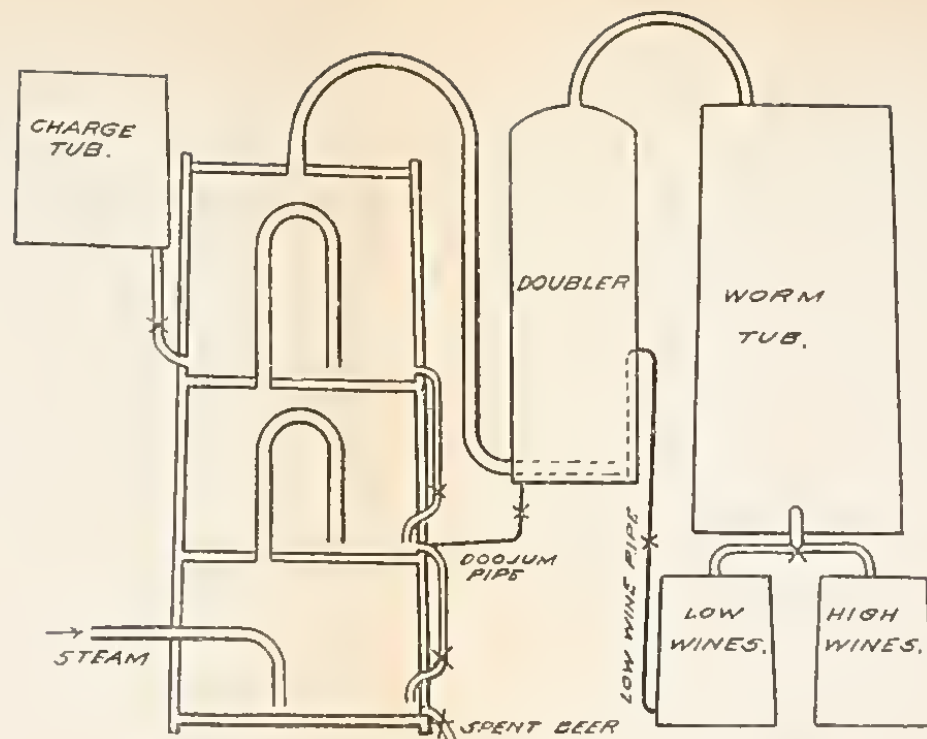 CHARGE
TUB.
DOUBLER
WORM
TUB.
DOOJUM
PIPE
LOW WINE PIPE
STEAM
LOW
WINES.
HIGH
WINES.
SPENT BEER